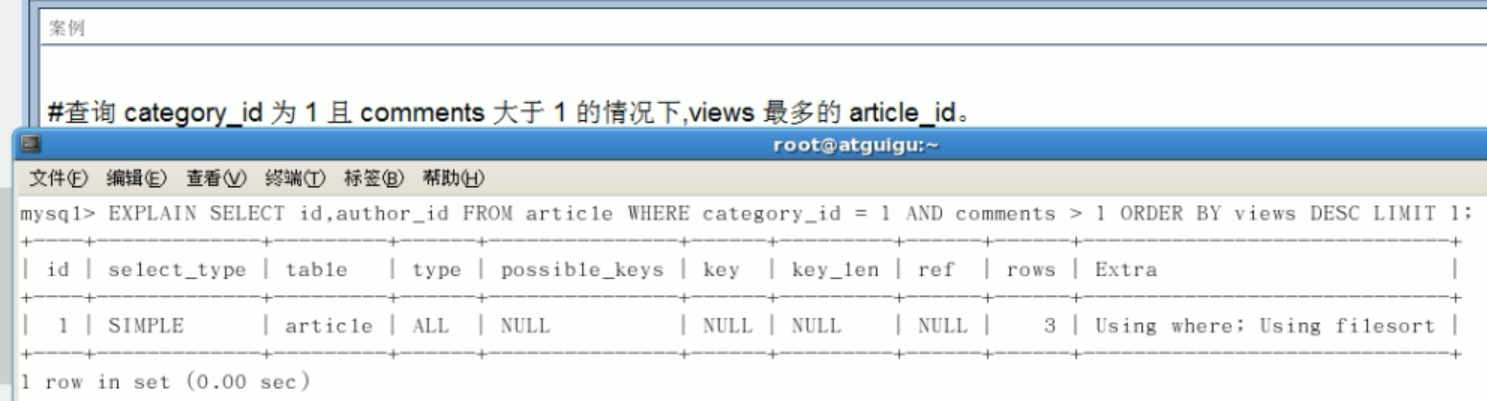 案例
#查询 category_id 为 1 且 comments 大于 1 的情况下,views 最多的 article_id。
root@atguigu:~
文件(F) 编辑(E) 查看(V) 终端(T) 标签(B) 帮助(H)
mysql> EXPLAIN SELECT id,author_id FROM article WHERE category_id = 1 AND comments > 1 ORDER BY views DESC LIMIT 1;
+----+-------------+---------+------+---------------+------+---------+------+------+-----------------------------+
| id | select_type | table   | type | possible_keys | key  | key_len | ref  | rows | Extra                       |
+----+-------------+---------+------+---------------+------+---------+------+------+-----------------------------+
|  1 | SIMPLE      | article | ALL  | NULL          | NULL | NULL    | NULL |    3 | Using where; Using filesort |
+----+-------------+---------+------+---------------+------+---------+------+------+-----------------------------+
1 row in set (0.00 sec)